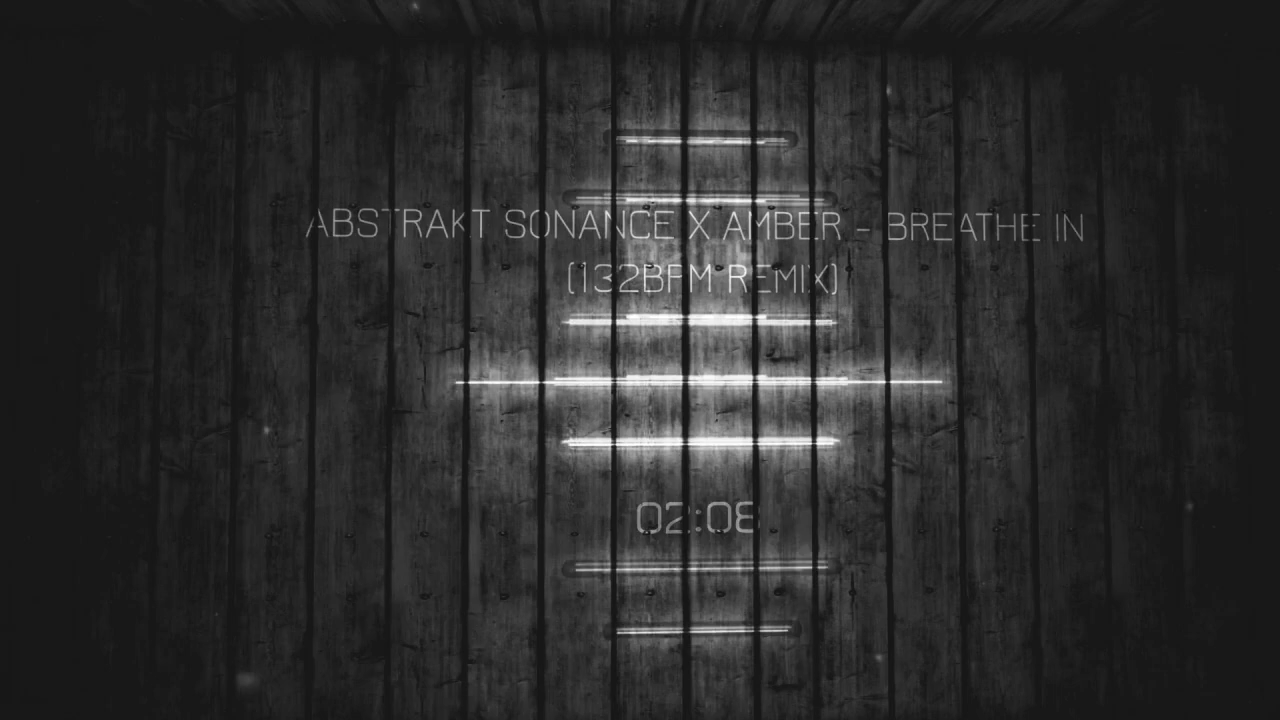 ABSTRAKT SONANCE X AMBER - BREATHE IN
(132BPM REMIX)
02:08